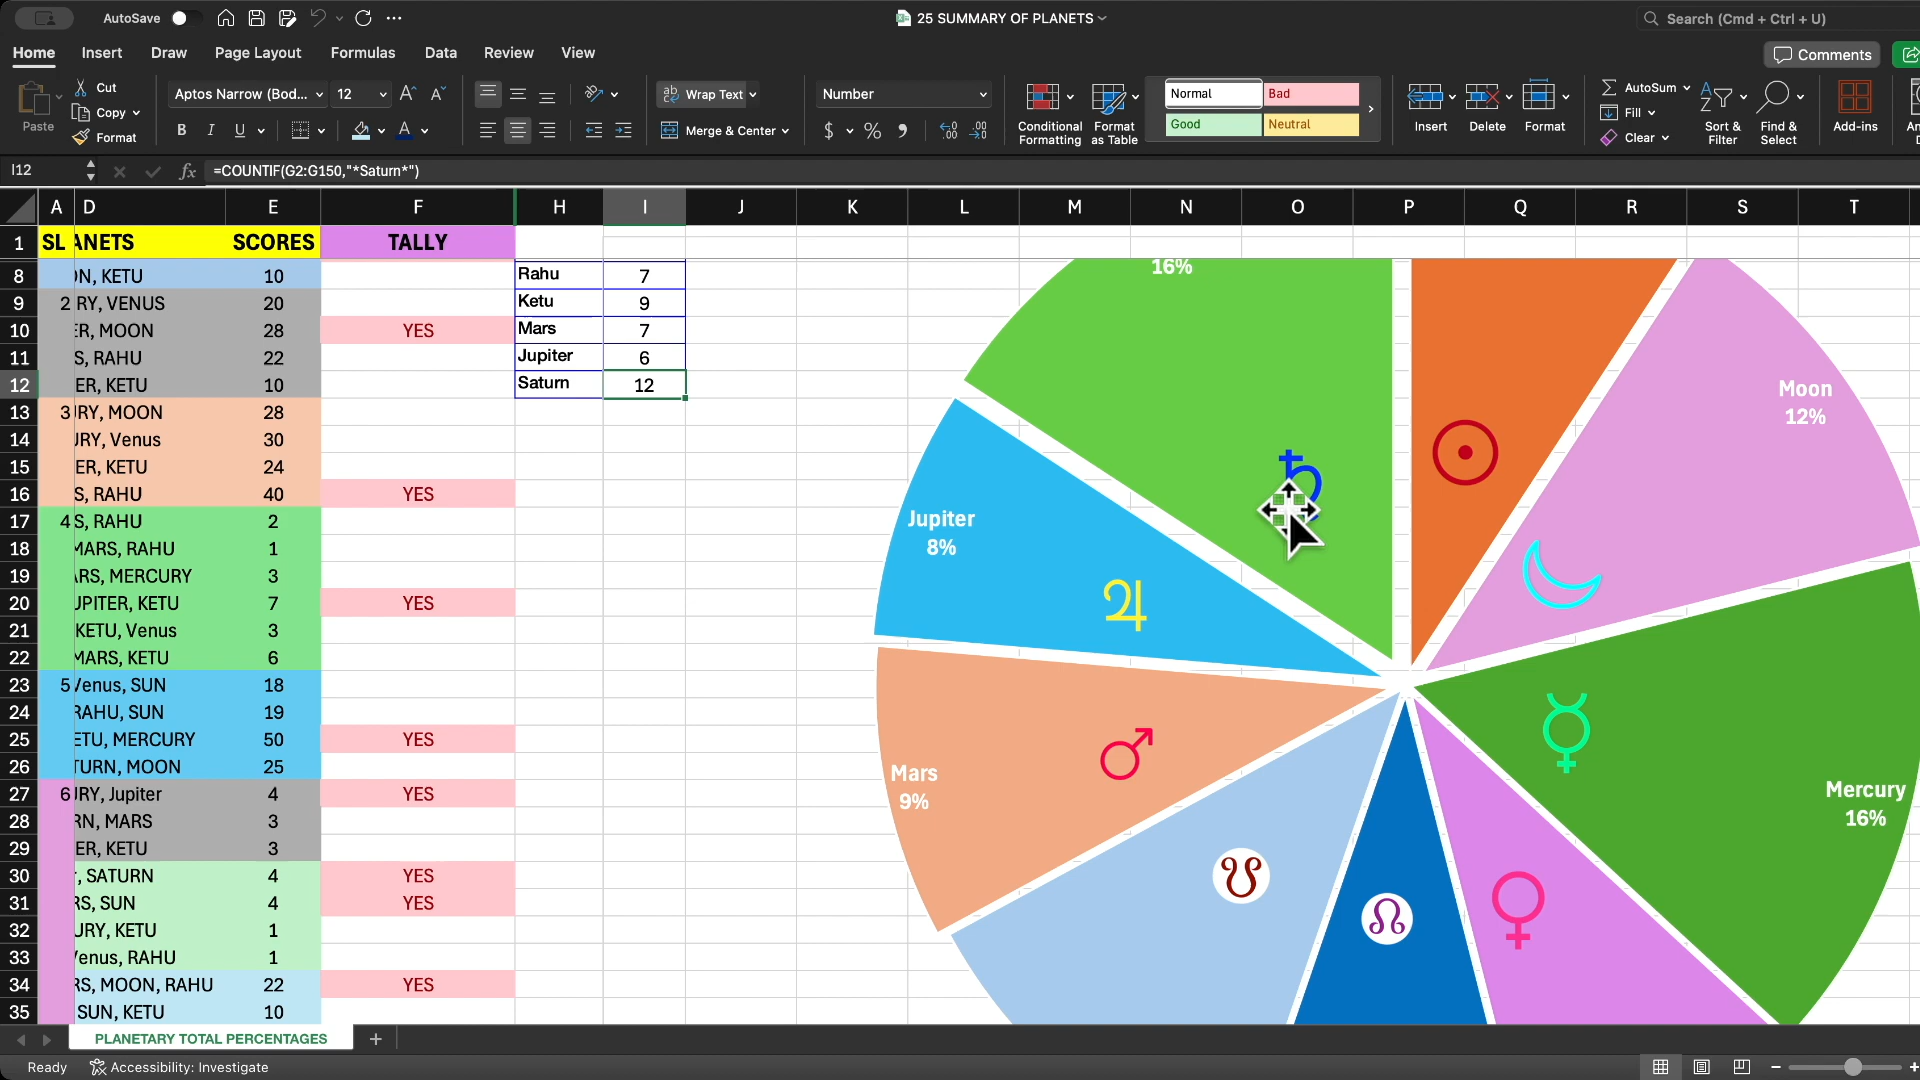 AutoSave
25 SUMMARY OF PLANETS
Search (Cmd + Ctrl + U)
Home Insert Draw Page Layout Formulas Data Review View
Comments
Paste
Cut
Copy
Format
Aptos Narrow (Bod... 12
B I U
Wrap Text
Merge & Center
Number
$ % 9
Conditional Formatting
Format as Table
Normal Bad
Good Neutral
Insert Delete Format
AutoSum
Fill
Clear
Sort & Filter
Find & Select
Add-ins
I12 fx =COUNTIF(G2:G150,"*Saturn*")
A D E F H I J K L M N O P Q R S T
1 SL ANETS SCORES TALLY
8 N, KETU 10 Rahu 7
9 2 RY, VENUS 20 Ketu 9
10 ER, MOON 28 YES Mars 7
11 S, RAHU 22 Jupiter 6
12 ER, KETU 10 Saturn 12
13 3 RY, MOON 28
14 RY, Venus 30
15 ER, KETU 24
16 S, RAHU 40 YES
17 4 S, RAHU 2
18 MARS, RAHU 1
19 RS, MERCURY 3
20 UPITER, KETU 7 YES
21 KETU, Venus 3
22 MARS, KETU 6
23 5 Venus, SUN 18
24 RAHU, SUN 19
25 ETU, MERCURY 50 YES
26 TURN, MOON 25
27 6 RY, Jupiter 4 YES
28 RN, MARS 3
29 ER, KETU 3
30 , SATURN 4 YES
31 RS, SUN 4 YES
32 URY, KETU 1
33 Venus, RAHU 1
34 RS, MOON, RAHU 22 YES
35 SUN, KETU 10
16%
Moon
12%
Jupiter
8%
Mars
9%
Mercury
16%
PLANETARY TOTAL PERCENTAGES
Ready Accessibility: Investigate